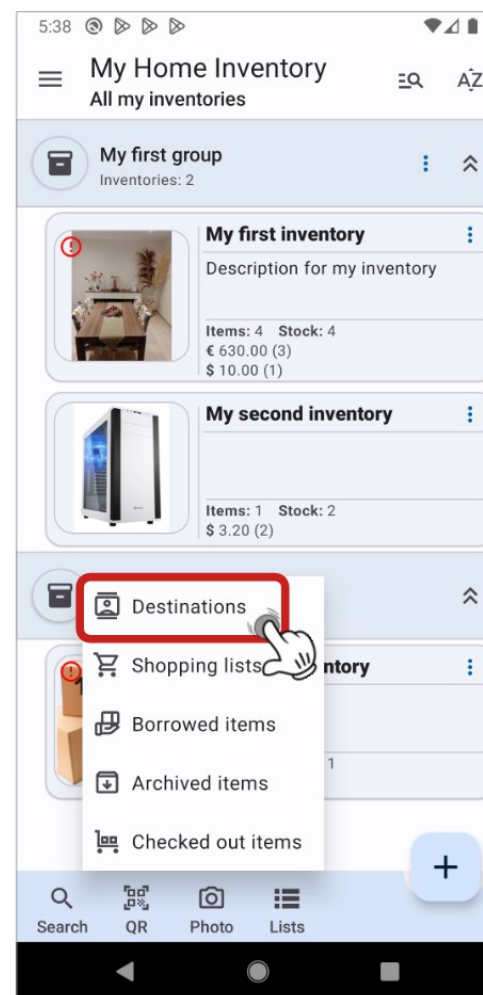 5:38
My Home Inventory
All my inventories
AZ
My first group
Inventories: 2
My first inventory
Description for my inventory
Items: 4 Stock: 4
€ 630.00 (3)
$ 10.00 (1)
My second inventory
Items: 1 Stock: 2
$ 3.20 (2)
Destinations
Shopping lists
ntory
Borrowed items
1
Archived items
Checked out items
+
Search QR Photo Lists